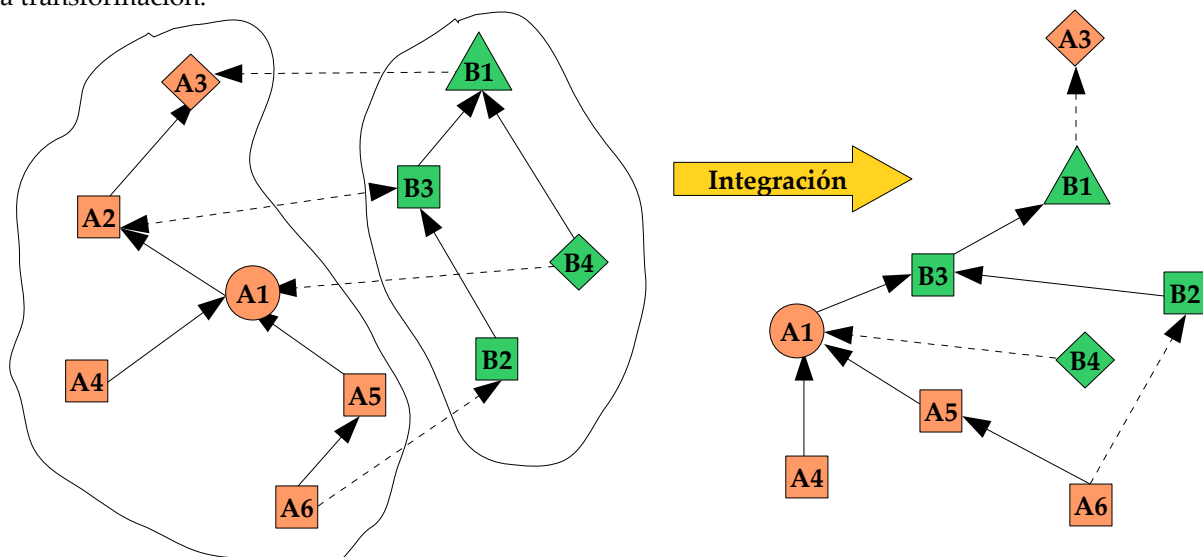 a transformación.
A3
B1
A2
B3
A1
B4
A4
A5
B2
A6
Integración
A3
B1
B3
B2
A1
B4
A5
A4
A6